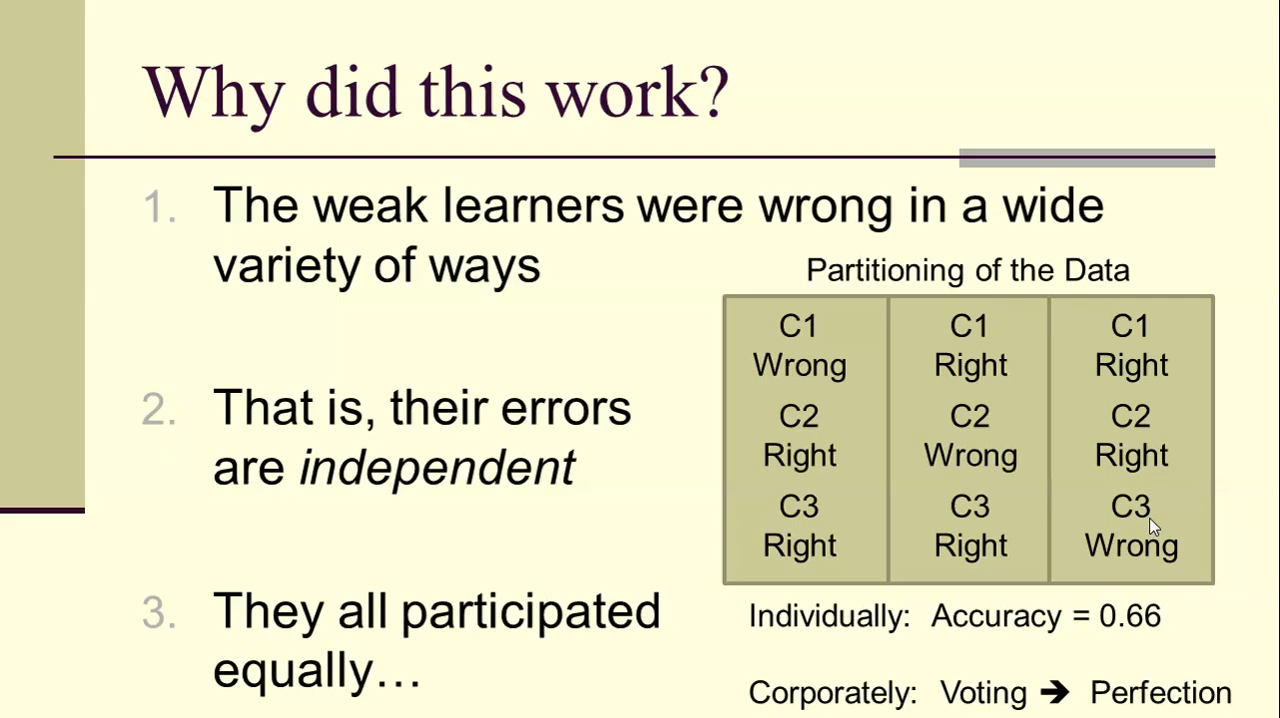 Why did this work?
1. The weak learners were wrong in a wide
variety of ways
Partitioning of the Data
C1
Wrong
C2
Right
C3
Right
C1
Right
C2
Wrong
C3
Right
C1
Right
C2
Right
C3
Wrong
2. That is, their errors
are independent
3. They all participated
equally…
Individually: Accuracy = 0.66
Corporately: Voting ➔ Perfection